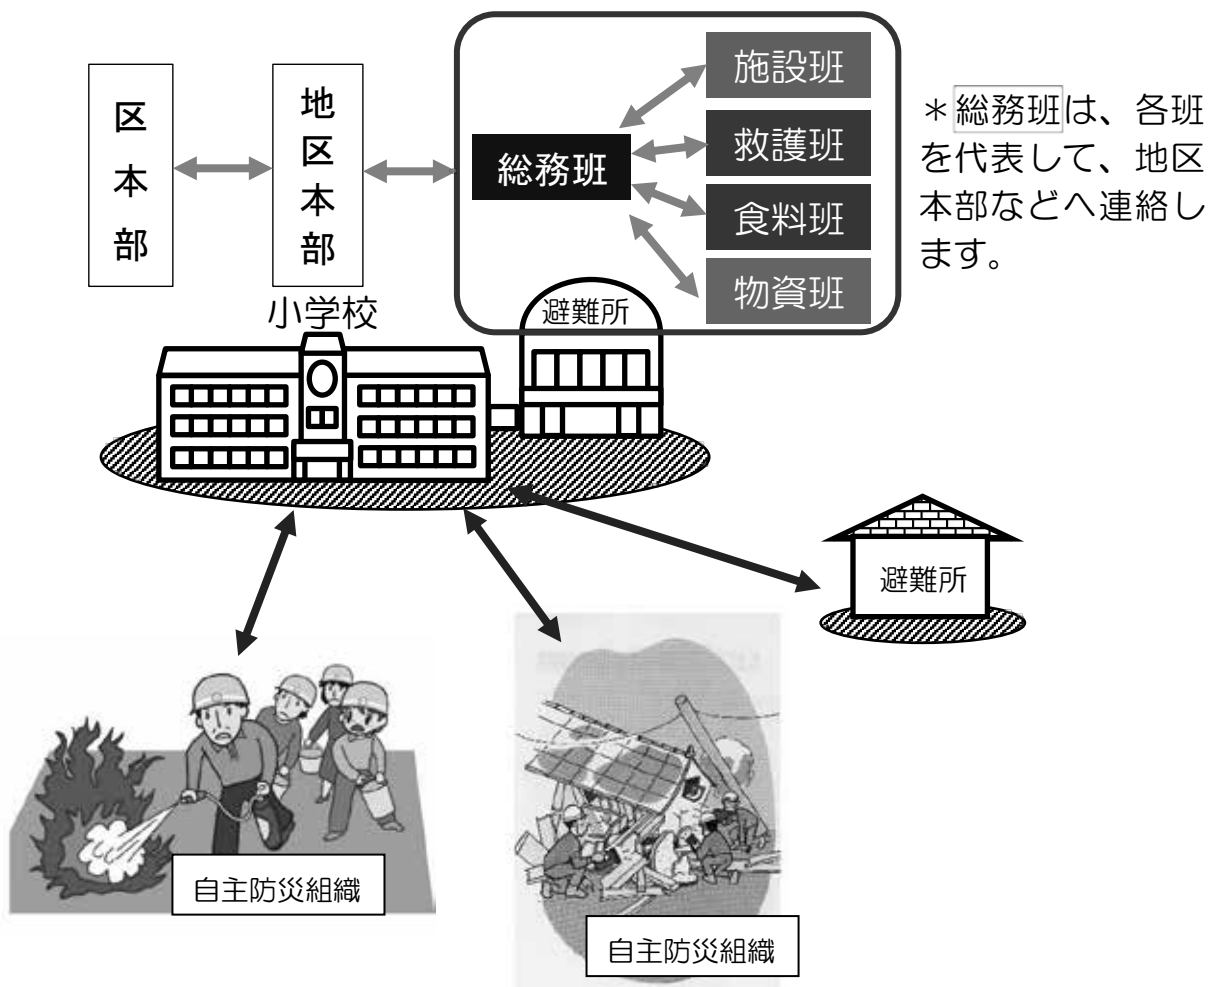 区本部
地区本部
総務班
施設班
救護班
食料班
物資班
＊総務班は、各班
を代表して、地区
本部などへ連絡し
ます。
小学校
避難所
避難所
自主防災組織
自主防災組織